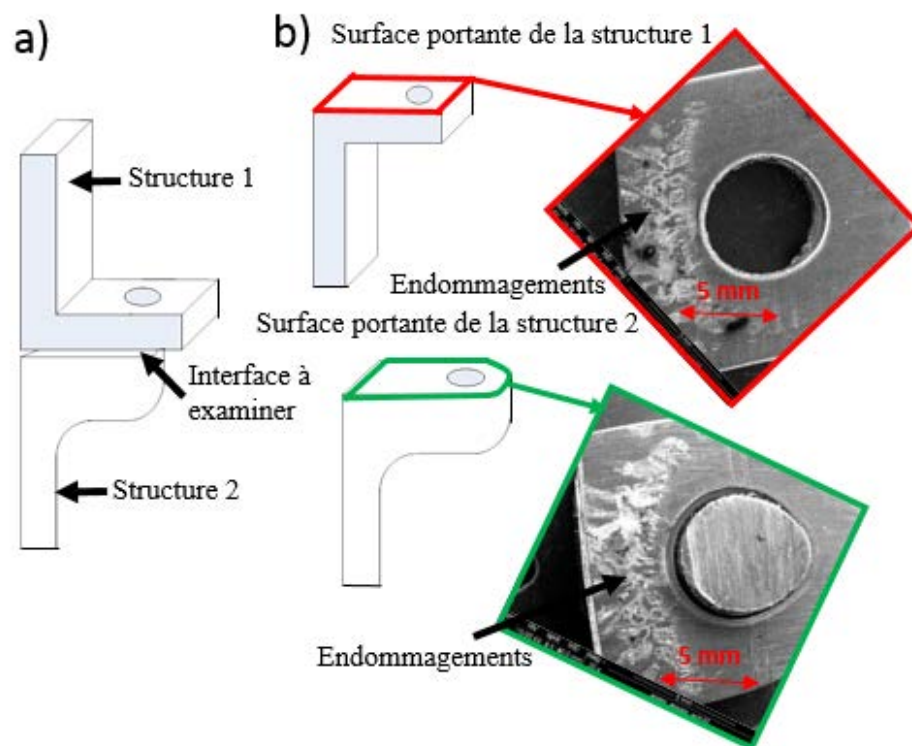 a)
b)
Surface portante de la structure 1
Structure 1
Endommagements
5 mm
Surface portante de la structure 2
Interface à
examiner
Structure 2
Endommagements
5 mm